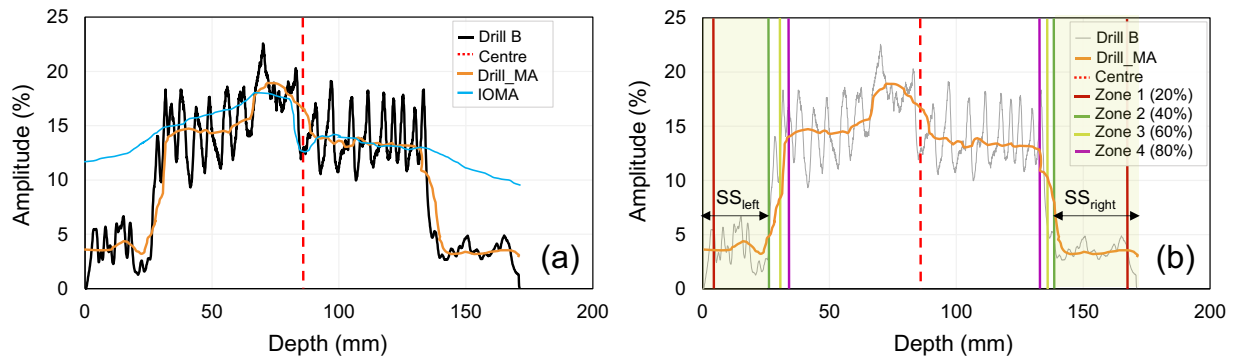 25
20
15
10
5
0
Amplitude (%)
0 50 100 150 200
Depth (mm)
Drill B
Centre
Drill_MA
IOMA
(a)
25
20
15
10
5
0
Amplitude (%)
0 50 100 150 200
Depth (mm)
Drill B
Drill_MA
Centre
Zone 1 (20%)
Zone 2 (40%)
Zone 3 (60%)
Zone 4 (80%)
SSleft
SSright
(b)